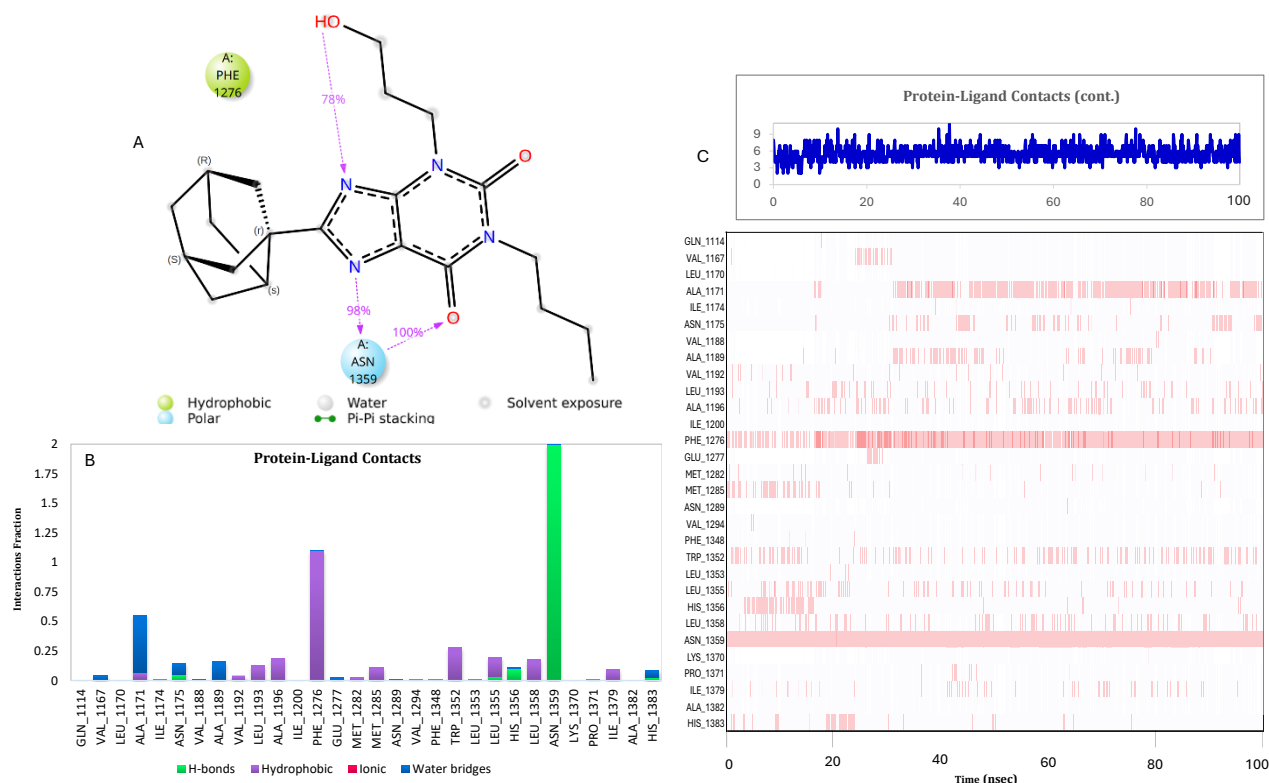 HO
A:
PHE
1276
78%
A
(R)
N
N
O
(r)
N
(S)
N
(s)
98%
100%
O
A:
ASN
1359
Hydrophobic
Water
Solvent exposure
Polar
Pi-Pi stacking
B
Protein-Ligand Contacts
Interactions Fraction
2
1.75
1.5
1.25
1
0.75
0.5
0.25
0
GLN_1114
VAL_1167
LEU_1170
ALA_1171
ILE_1174
ASN_1175
VAL_1188
ALA_1189
VAL_1192
LEU_1193
ALA_1196
ILE_1200
PHE_1276
GLU_1277
MET_1282
MET_1285
ASN_1289
VAL_1294
PHE_1348
TRP_1352
LEU_1353
LEU_1355
HIS_1356
LEU_1358
ASN_1359
LYS_1370
PRO_1371
ILE_1379
ALA_1382
HIS_1383
H-bonds
Hydrophobic
Ionic
Water bridges
C
Protein-Ligand Contacts (cont.)
9
6
3
0
0
20
40
60
80
100
GLN_1114
VAL_1167
LEU_1170
ALA_1171
ILE_1174
ASN_1175
VAL_1188
ALA_1189
VAL_1192
LEU_1193
ALA_1196
ILE_1200
PHE_1276
GLU_1277
MET_1282
MET_1285
ASN_1289
VAL_1294
PHE_1348
TRP_1352
LEU_1353
LEU_1355
HIS_1356
LEU_1358
ASN_1359
LYS_1370
PRO_1371
ILE_1379
ALA_1382
HIS_1383
0
20
40
60
80
100
Time (nsec)